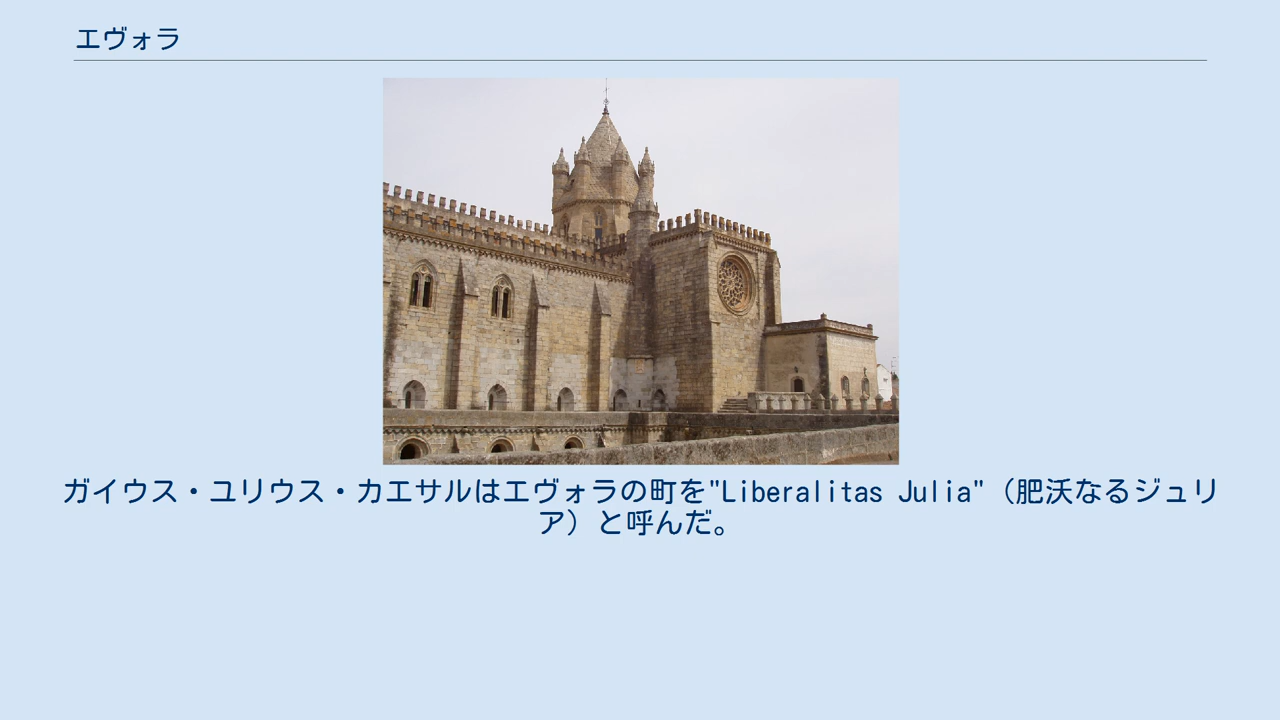 エヴォラ
ガイウス・ユリウス・カエサルはエヴォラの町を"Liberalitas Julia"（肥沃なるジュリ
ア）と呼んだ。